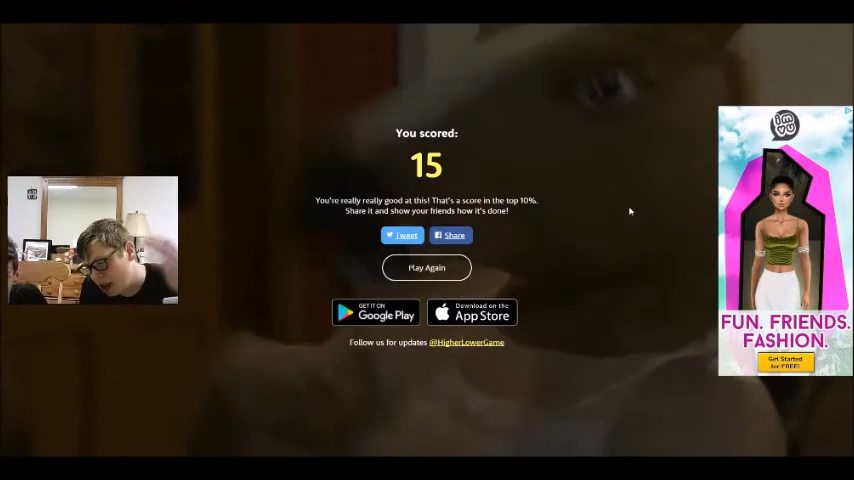 You scored:
15
You're really really good at this! That's a score in the top 10%.
Share it and show your friends how it's done!
Tweet
Share
Play Again
GET IT ON
Google Play
Download on the
App Store
Follow us for updates @HigherLowerGame
imvu
FUN. FRIENDS.
FASHION.
Get Started
for FREE!